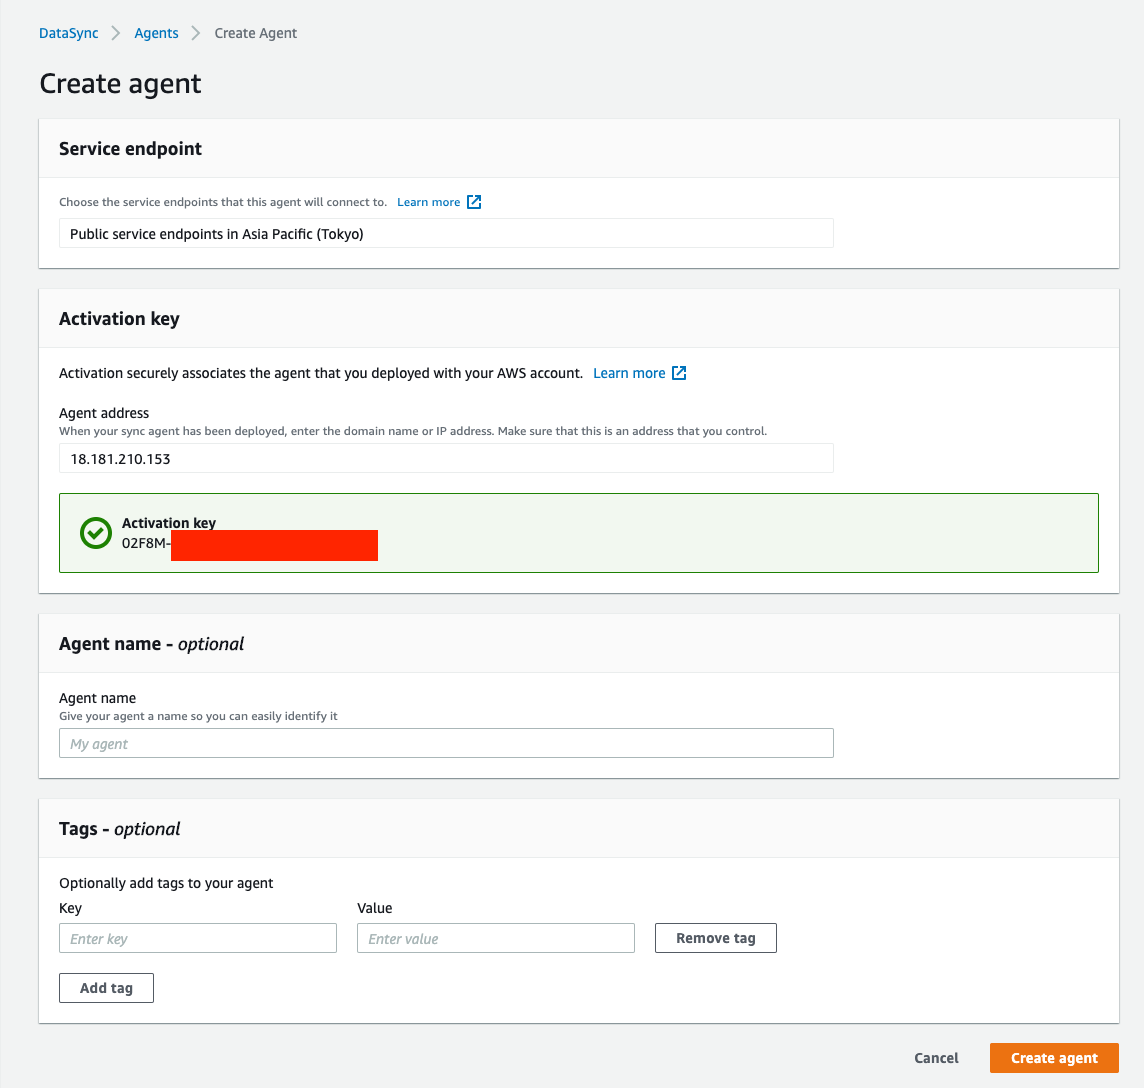 DataSync > Agents > Create Agent
Create agent
Service endpoint
Choose the service endpoints that this agent will connect to. Learn more
Public service endpoints in Asia Pacific (Tokyo)
Activation key
Activation securely associates the agent that you deployed with your AWS account. Learn more
Agent address
When your sync agent has been deployed, enter the domain name or IP address. Make sure that this is an address that you control.
18.181.210.153
Activation key
02F8M-
Agent name - optional
Agent name
Give your agent a name so you can easily identify it
My agent
Tags - optional
Optionally add tags to your agent
Key Value
Enter key Enter value Remove tag
Add tag
Cancel Create agent